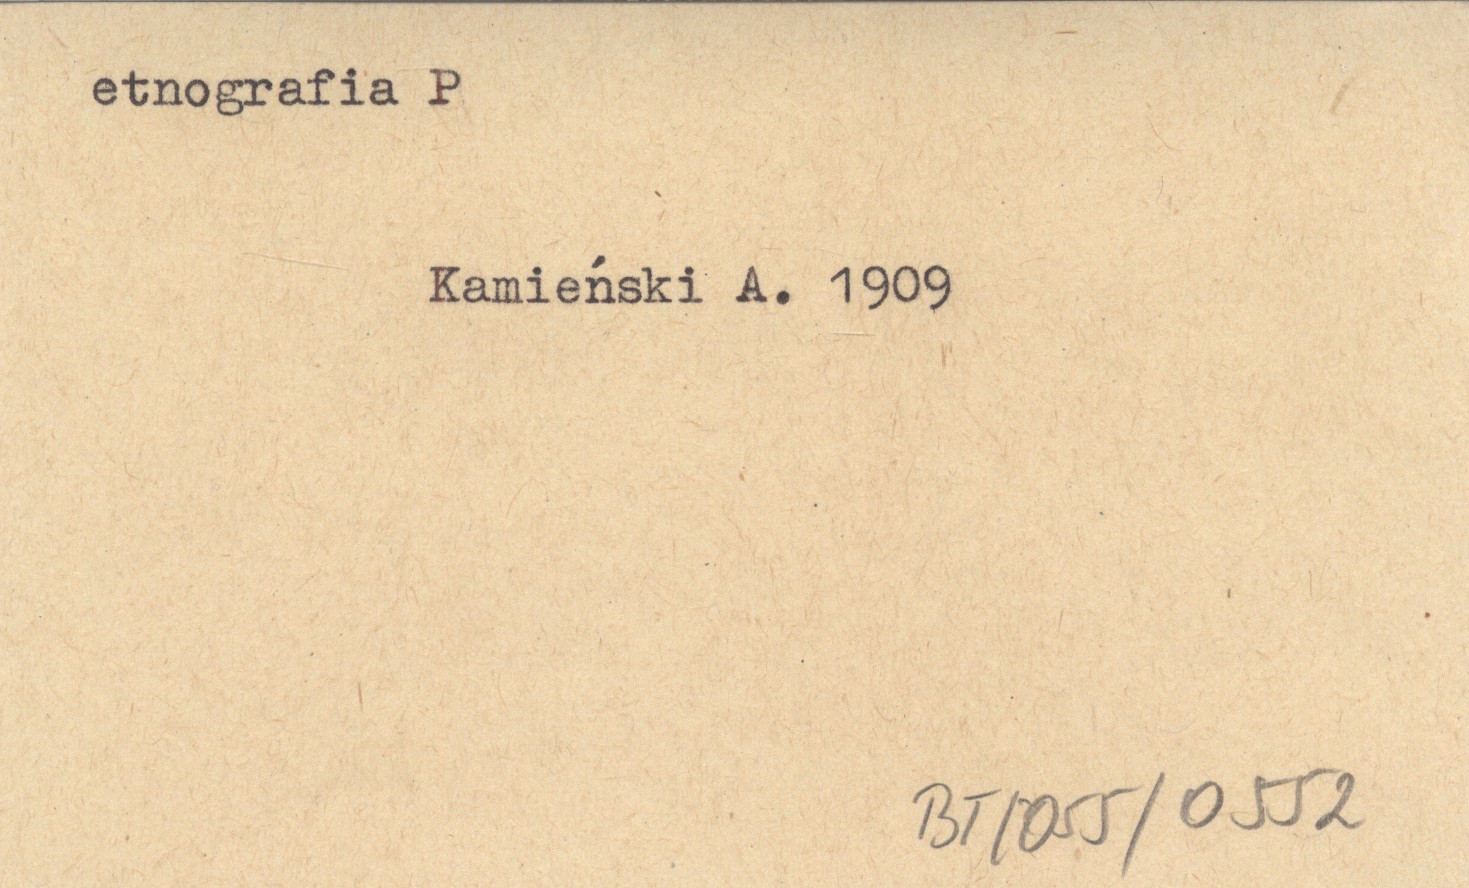 etnografia P
Kamieński A. 1909
BT/055/0552